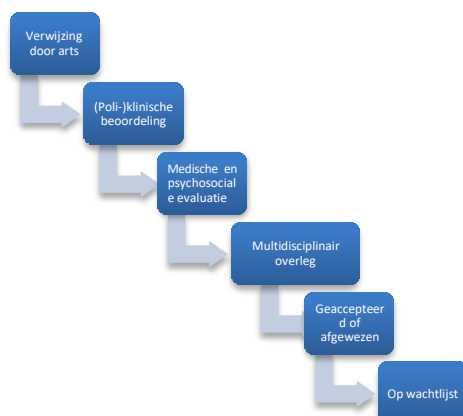 Verwijzing
door arts
(Poli-)klinische
beoordeling
Medische en
psychosocial
e evaluatie
Multidisciplinair
overleg
Geaccepteer
d of
afgewezen
Op wachtlijst